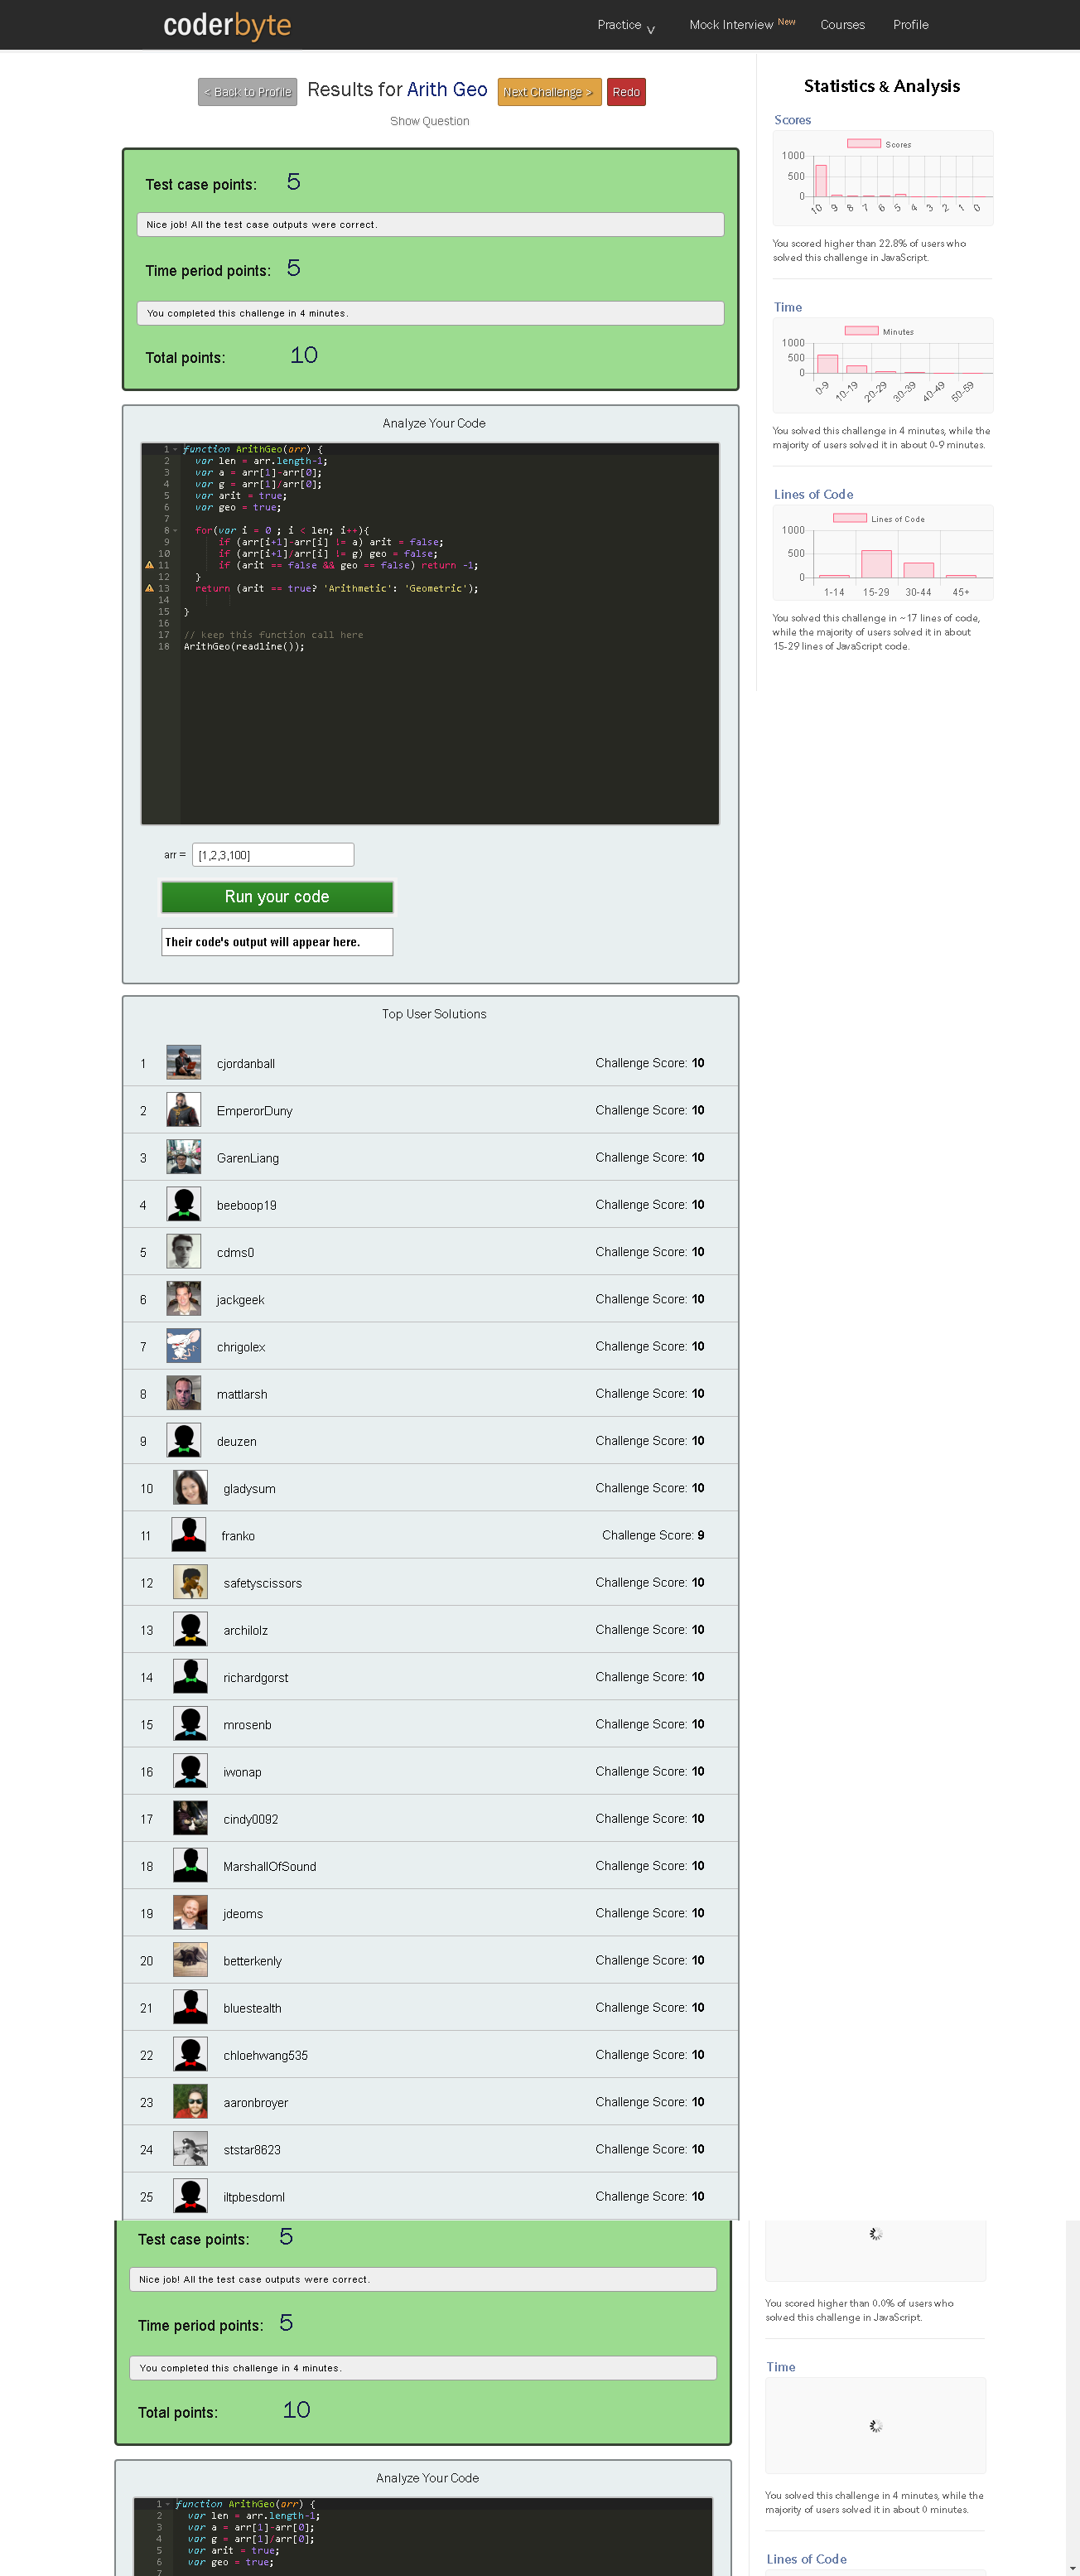 coderbyte
Practice
Mock Interview New
Courses
Profile
< Back to Profile
Results for Arith Geo
Next Challenge >
Redo
Show Question
Test case points: 5
Nice job! All the test case outputs were correct.
Time period points: 5
You completed this challenge in 4 minutes.
Total points: 10
Statistics & Analysis
Scores
Scores
1000
500
0
10 9 8 7 6 5 4 3 2 1 0
You scored higher than 22.8% of users who
solved this challenge in JavaScript.
Time
Minutes
1000
500
0
0-9 10-19 20-29 30-39 40-49 50-59
You solved this challenge in 4 minutes, while the
majority of users solved it in about 0-9 minutes.
Lines of Code
Lines of Code
1000
500
0
1-14 15-29 30-44 45+
You solved this challenge in ~17 lines of code,
while the majority of users solved it in about
15-29 lines of JavaScript code.
Analyze Your Code
1 function ArithGeo(arr) {
2 var len = arr.length-1;
3 var a = arr[1]-arr[0];
4 var g = arr[1]/arr[0];
5 var arit = true;
6 var geo = true;
7
8 for(var i = 0 ; i < len; i++){
9 if (arr[i+1]-arr[i] != a) arit = false;
10 if (arr[i+1]/arr[i] != g) geo = false;
11 if (arit == false && geo == false) return -1;
12 }
13 return (arit == true? 'Arithmetic': 'Geometric');
14
15 }
16
17 // keep this function call here
18 ArithGeo(readline());
arr = [1,2,3,100]
Run your code
Their code's output will appear here.
Top User Solutions
1 cjordanball Challenge Score: 10
2 EmperorDuny Challenge Score: 10
3 GarenLiang Challenge Score: 10
4 beeboop19 Challenge Score: 10
5 cdms0 Challenge Score: 10
6 jackgeek Challenge Score: 10
7 chrigolex Challenge Score: 10
8 mattlarsh Challenge Score: 10
9 deuzen Challenge Score: 10
10 gladysum Challenge Score: 10
11 franko Challenge Score: 9
12 safetyscissors Challenge Score: 10
13 archilolz Challenge Score: 10
14 richardgorst Challenge Score: 10
15 mrosenb Challenge Score: 10
16 iwonap Challenge Score: 10
17 cindy0092 Challenge Score: 10
18 MarshallOfSound Challenge Score: 10
19 jdeoms Challenge Score: 10
20 betterkenly Challenge Score: 10
21 bluestealth Challenge Score: 10
22 chloehwang535 Challenge Score: 10
23 aaronbroyer Challenge Score: 10
24 ststar8623 Challenge Score: 10
25 iltpbesdoml Challenge Score: 10
Test case points: 5
Nice job! All the test case outputs were correct.
Time period points: 5
You completed this challenge in 4 minutes.
Total points: 10
You scored higher than 0.0% of users who
solved this challenge in JavaScript.
Time
You solved this challenge in 4 minutes, while the
majority of users solved it in about 0 minutes.
Lines of Code
Analyze Your Code
1 function ArithGeo(arr) {
2 var len = arr.length-1;
3 var a = arr[1]-arr[0];
4 var g = arr[1]/arr[0];
5 var arit = true;
6 var geo = true;
7